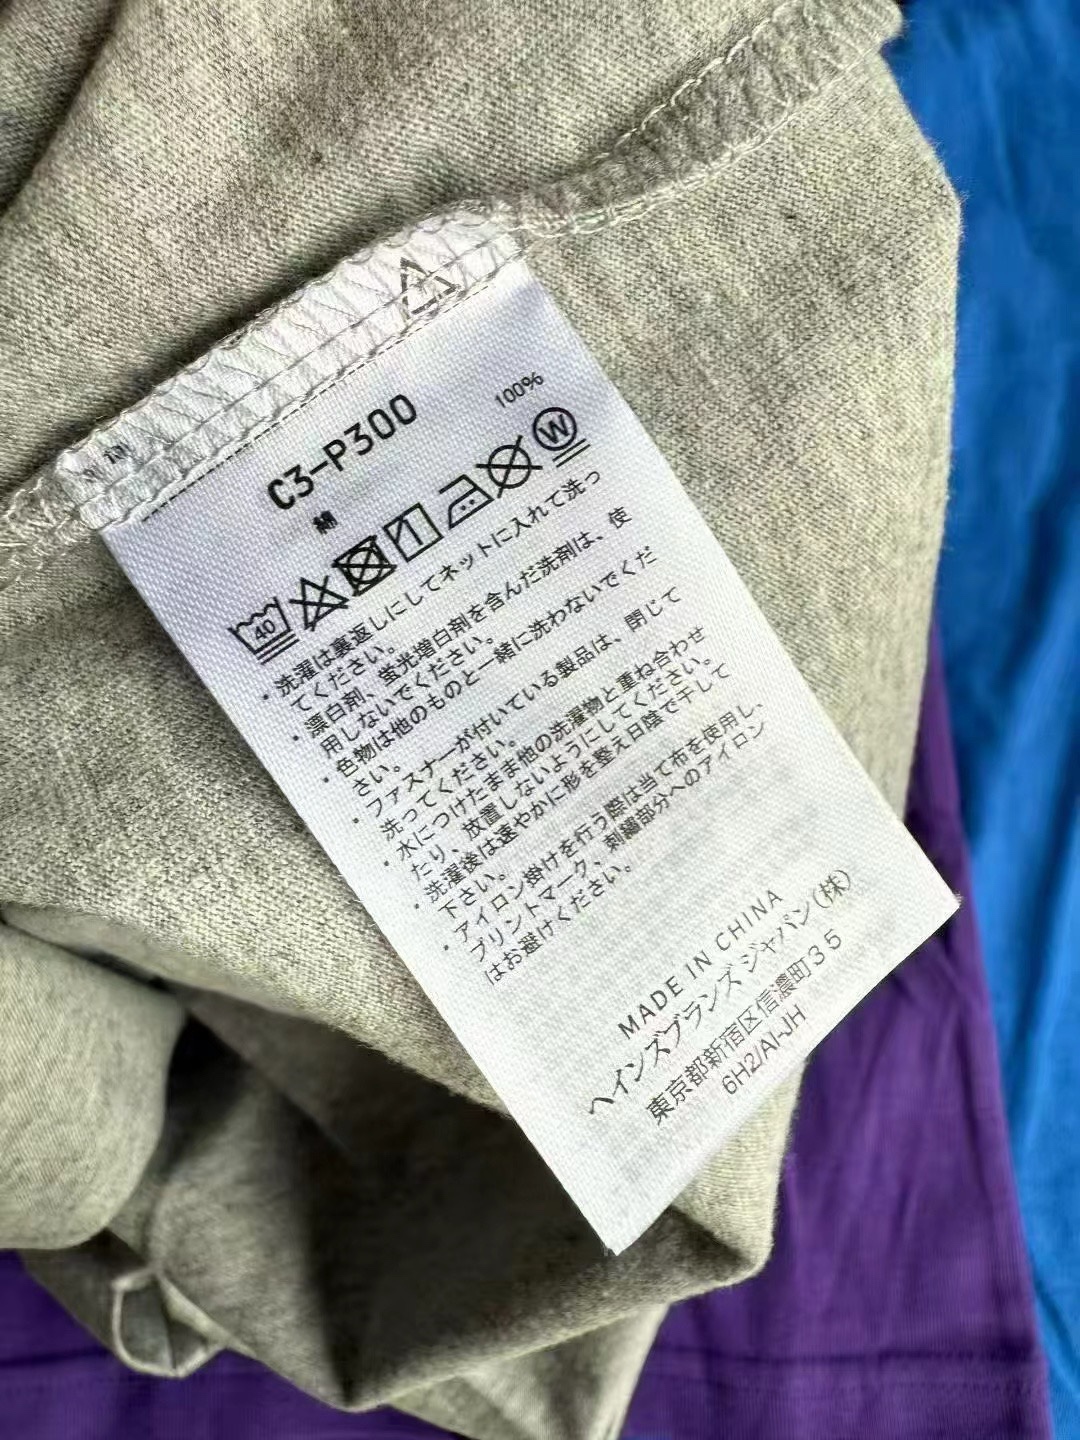 C3-P300
綿 100%
40 W
・洗濯は裏返しにしてネットに入れて洗っ
てください。
・漂白剤、蛍光増白剤を含んだ洗剤は、使
用しないでください。
・色物は他のものと一緒に洗わないでくだ
さい。
・ファスナーが付いている製品は、閉じて
洗ってください。
・水につけたまま他の洗濯物と重ね合わせ
たり、放置しないようにしてください。
・洗濯後は速やかに形を整え日陰で干して
下さい。
・アイロン掛けを行う際は当て布を使用し、
プリントマーク、刺繍部分へのアイロン
はお避けください。
MADE IN CHINA
ヘインズブランズ ジャパン(株)
東京都新宿区信濃町35
6H2/AI-JH